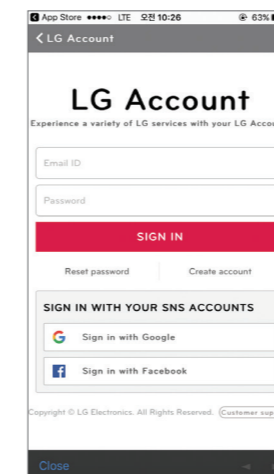 App Store LTE 오전 10:26 63%
LG Account
LG Account
Experience a variety of LG services with your LG Accou
Email ID
Password
SIGN IN
Reset password Create account
SIGN IN WITH YOUR SNS ACCOUNTS
G Sign in with Google
f Sign in with Facebook
Copyright © LG Electronics. All Rights Reserved. Customer sup
Close